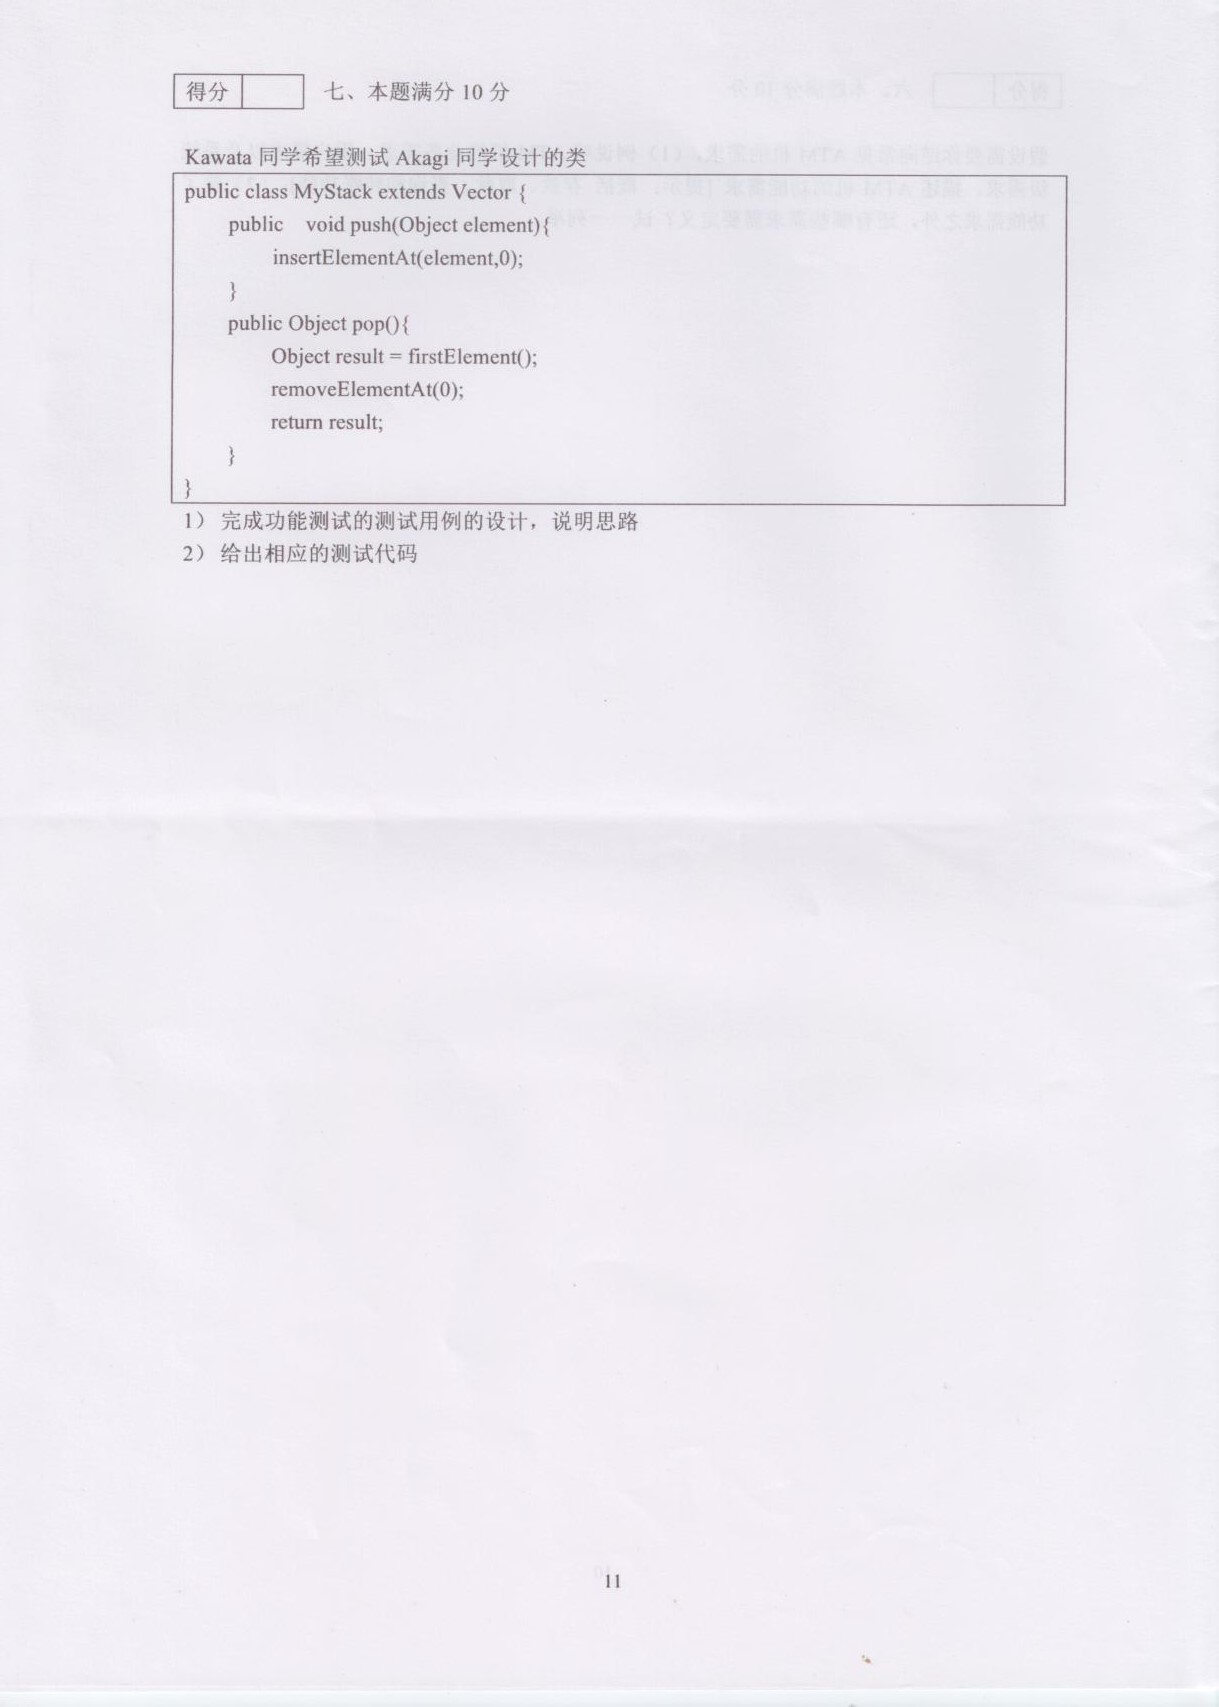 得分 七、本题满分 10 分
Kawata 同学希望测试 Akagi 同学设计的类
public class MyStack extends Vector {
public void push(Object element){
insertElementAt(element,0);
}
public Object pop(){
Object result = firstElement();
removeElementAt(0);
return result;
}
}
1） 完成功能测试的测试用例的设计，说明思路
2） 给出相应的测试代码
11